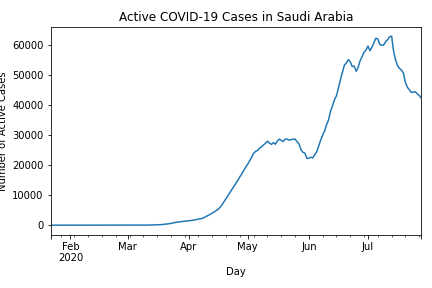 Active COVID-19 Cases in Saudi Arabia
Number of Active Cases
60000
50000
40000
30000
20000
10000
0
Feb Mar Apr May Jun Jul
2020
Day